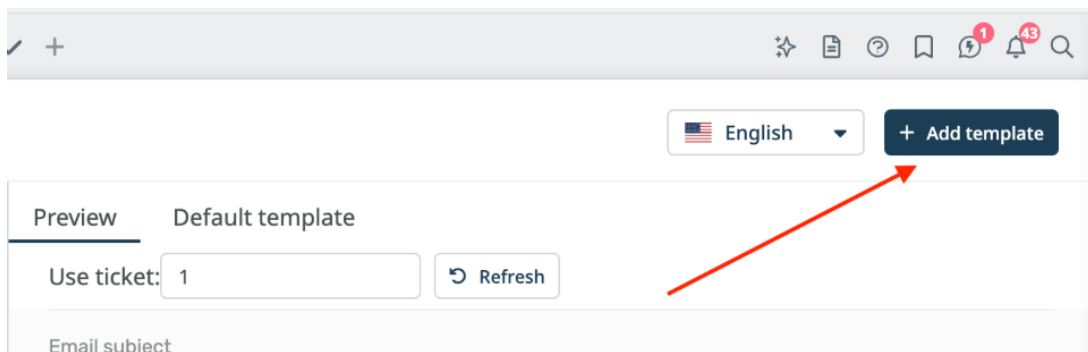 1
43
English
+ Add template
Preview
Default template
Use ticket: 1
Refresh
Email subject